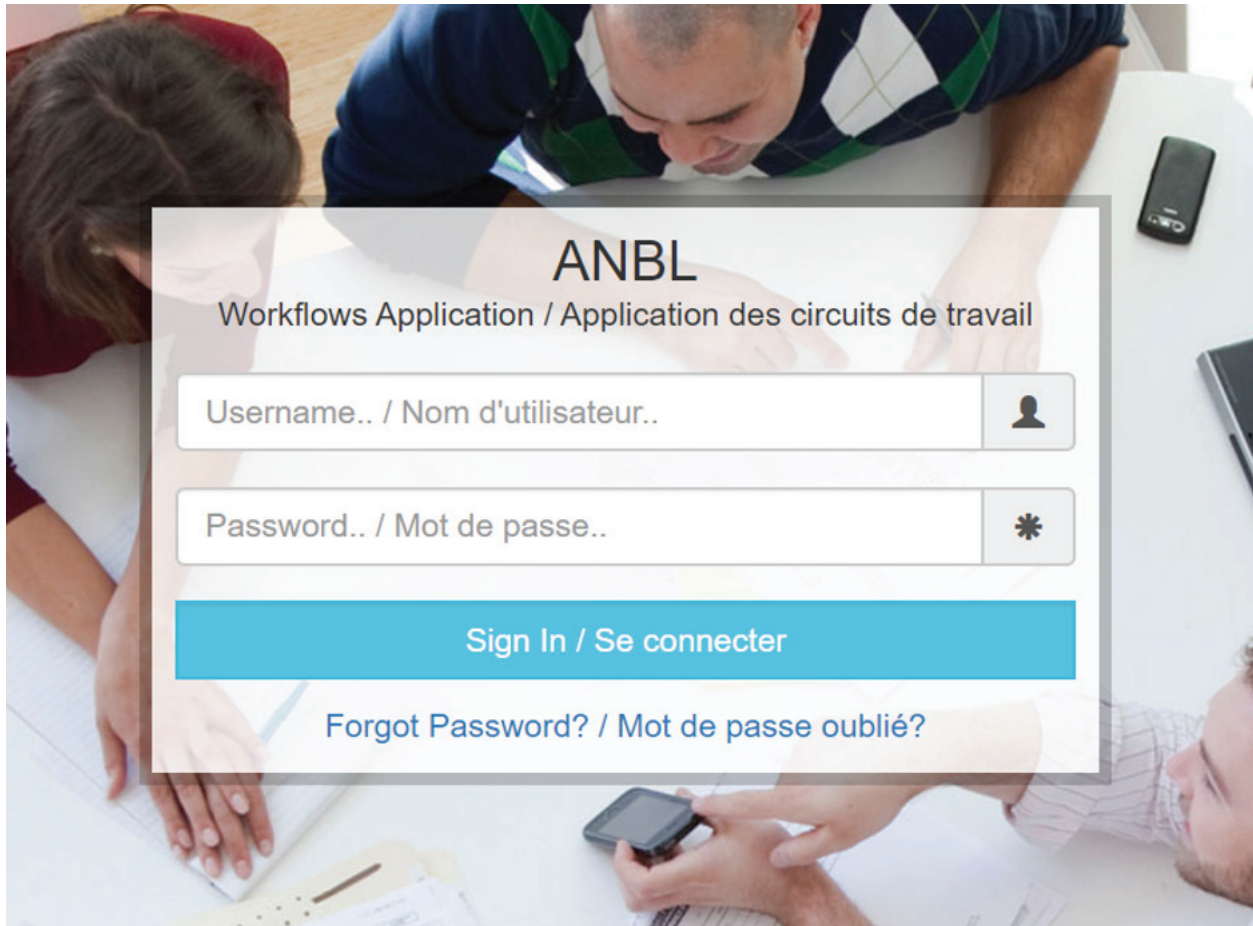 ANBL
Workflows Application / Application des circuits de travail
Username.. / Nom d'utilisateur..
Password.. / Mot de passe..
Sign In / Se connecter
Forgot Password? / Mot de passe oublié?